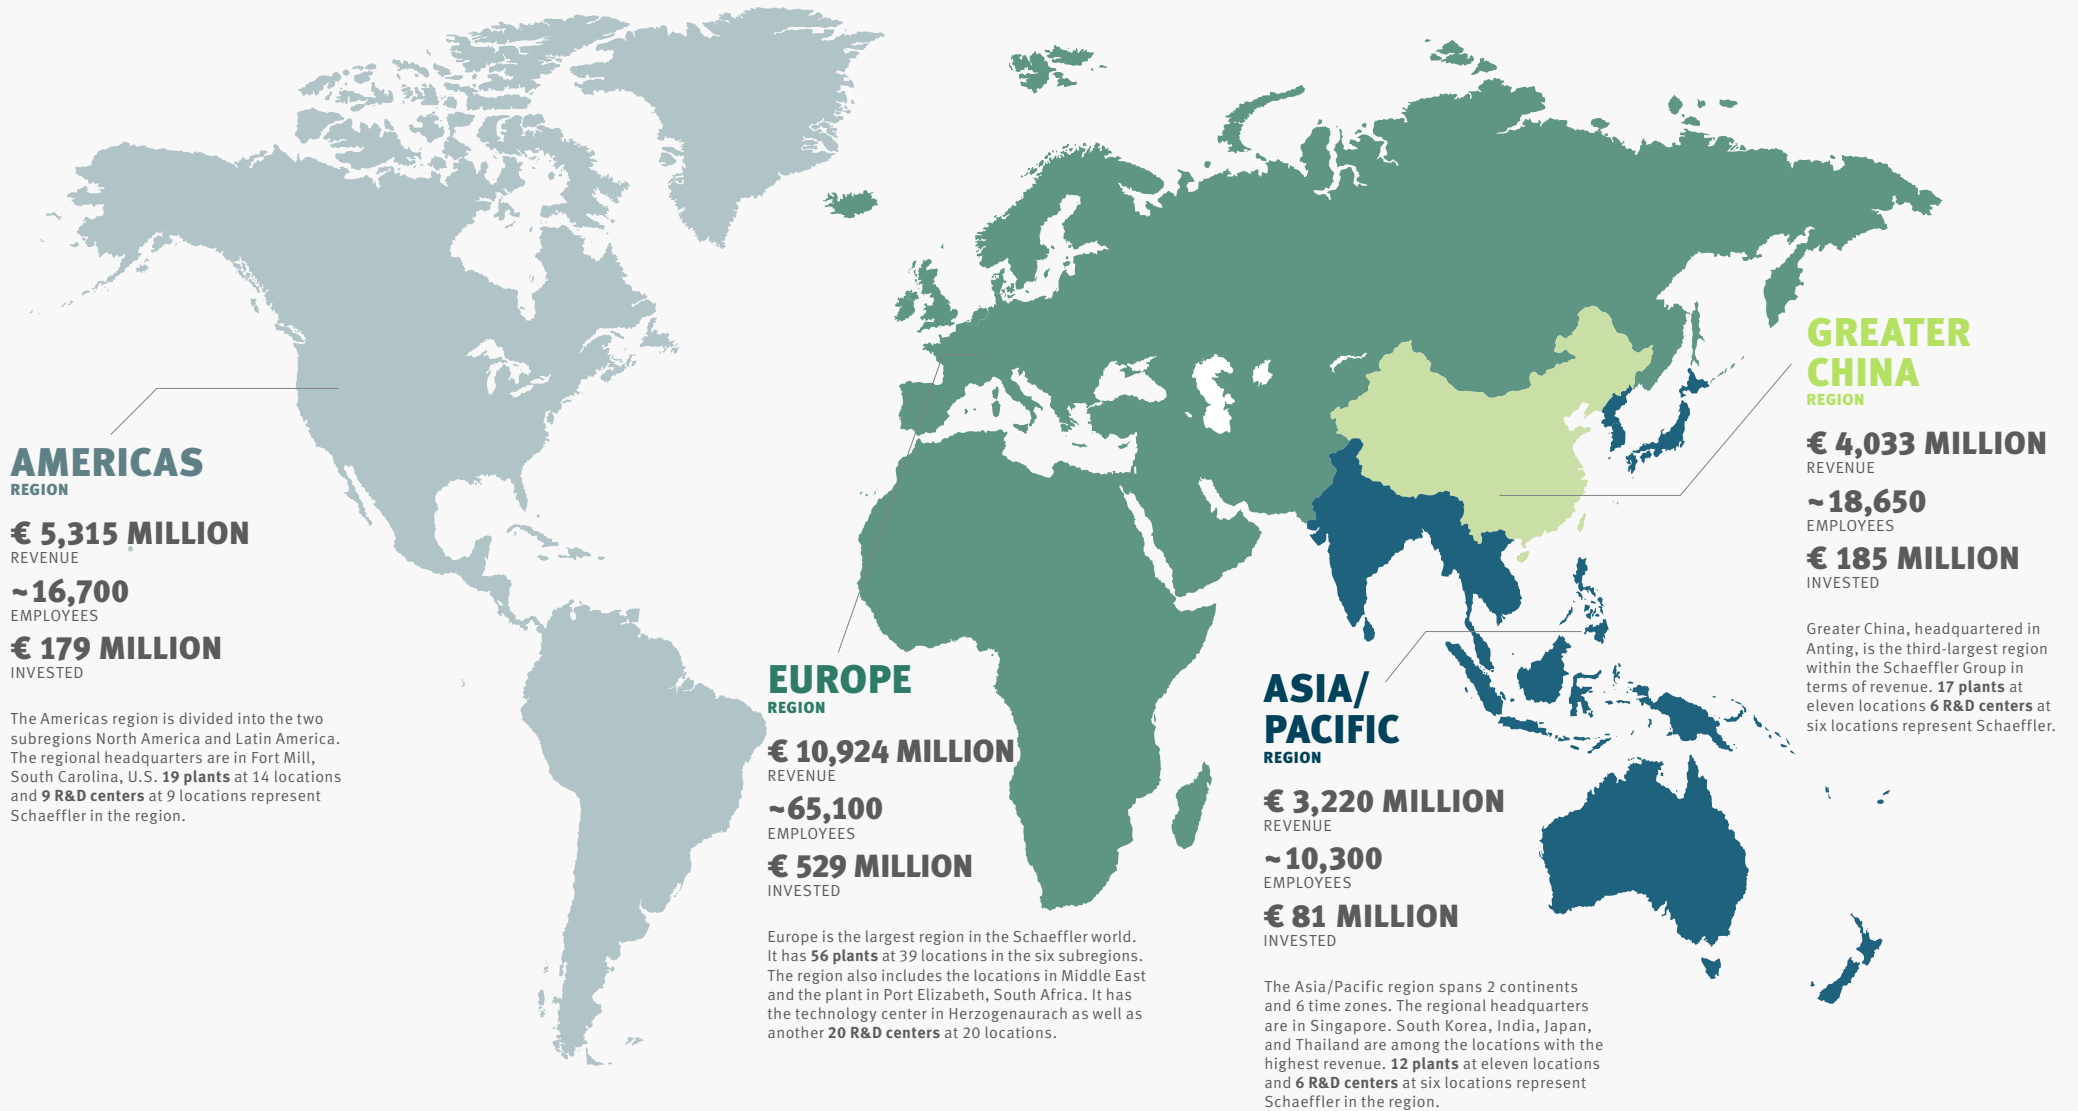 AMERICAS
REGION
€ 5,315 MILLION
REVENUE
~16,700
EMPLOYEES
€ 179 MILLION
INVESTED
The Americas region is divided into the two
subregions North America and Latin America.
The regional headquarters are in Fort Mill,
South Carolina, U.S. 19 plants at 14 locations
and 9 R&D centers at 9 locations represent
Schaeffler in the region.
EUROPE
REGION
€ 10,924 MILLION
REVENUE
~65,100
EMPLOYEES
€ 529 MILLION
INVESTED
Europe is the largest region in the Schaeffler world.
It has 56 plants at 39 locations in the six subregions.
The region also includes the locations in Middle East
and the plant in Port Elizabeth, South Africa. It has
the technology center in Herzogenaurach as well as
another 20 R&D centers at 20 locations.
ASIA/
PACIFIC
REGION
€ 3,220 MILLION
REVENUE
~10,300
EMPLOYEES
€ 81 MILLION
INVESTED
The Asia/Pacific region spans 2 continents
and 6 time zones. The regional headquarters
are in Singapore. South Korea, India, Japan,
and Thailand are among the locations with the
highest revenue. 12 plants at eleven locations
and 6 R&D centers at six locations represent
Schaeffler in the region.
GREATER
CHINA
REGION
€ 4,033 MILLION
REVENUE
~18,650
EMPLOYEES
€ 185 MILLION
INVESTED
Greater China, headquartered in
Anting, is the third-largest region
within the Schaeffler Group in
terms of revenue. 17 plants at
eleven locations 6 R&D centers at
six locations represent Schaeffler.